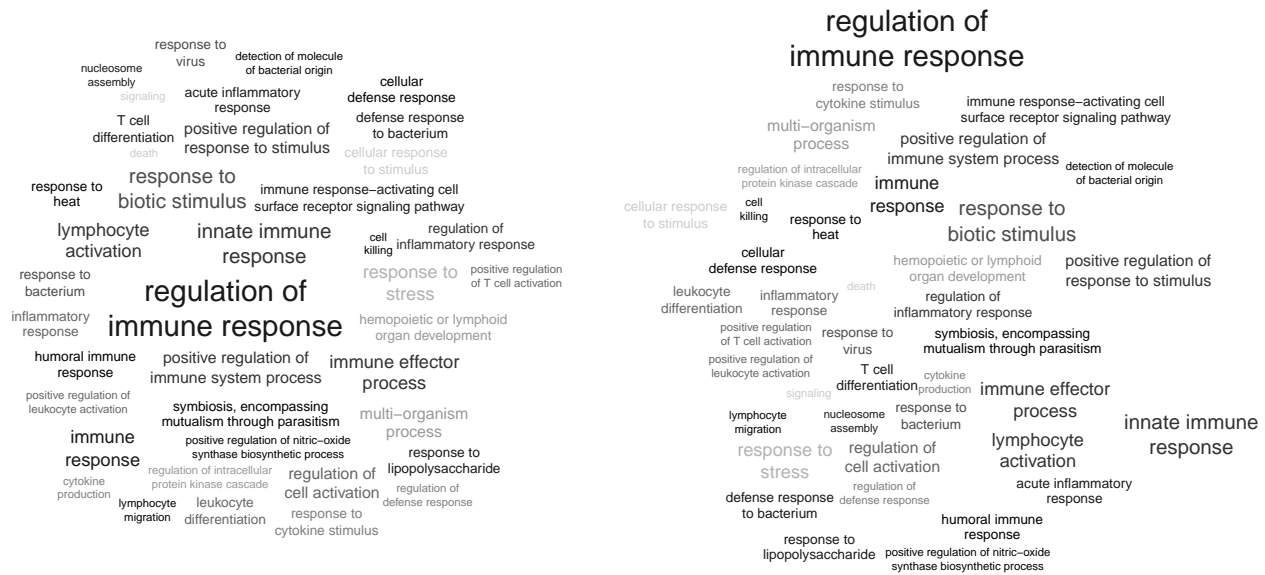 response to
virus
detection of molecule
of bacterial origin
nucleosome
assembly
signaling
acute inflammatory
response
cellular
defense response
T cell
differentiation
positive regulation of
response to stimulus
defense response
to bacterium
death
cellular response
to stimulus
response to
heat
response to
biotic stimulus
immune response−activating cell
surface receptor signaling pathway
lymphocyte
activation
innate immune
response
cell
killing
regulation of
inflammatory response
response to
bacterium
regulation of
immune response
response to
stress
positive regulation
of T cell activation
inflammatory
response
hemopoietic or lymphoid
organ development
humoral immune
response
positive regulation of
immune system process
immune effector
process
positive regulation of
leukocyte activation
symbiosis, encompassing
mutualism through parasitism
multi−organism
process
immune
response
positive regulation of nitric−oxide
synthase biosynthetic process
response to
lipopolysaccharide
cytokine
production
regulation of intracellular
protein kinase cascade
regulation of
cell activation
regulation of
defense response
lymphocyte
migration
leukocyte
differentiation
response to
cytokine stimulus
regulation of
immune response
response to
cytokine stimulus
immune response−activating cell
surface receptor signaling pathway
multi−organism
process
positive regulation of
immune system process
regulation of intracellular
protein kinase cascade
immune
response
detection of molecule
of bacterial origin
cellular response
to stimulus
cell
killing
response to
heat
response to
biotic stimulus
cellular
defense response
hemopoietic or lymphoid
organ development
positive regulation of
response to stimulus
death
leukocyte
differentiation
inflammatory
response
regulation of
inflammatory response
positive regulation
of T cell activation
response to
virus
symbiosis, encompassing
mutualism through parasitism
positive regulation of
leukocyte activation
T cell
differentiation
cytokine
production
signaling
immune effector
process
lymphocyte
migration
nucleosome
assembly
response to
bacterium
innate immune
response
response to
stress
regulation of
cell activation
lymphocyte
activation
regulation of
defense response
acute inflammatory
response
defense response
to bacterium
humoral immune
response
response to
lipopolysaccharide
positive regulation of nitric−oxide
synthase biosynthetic process